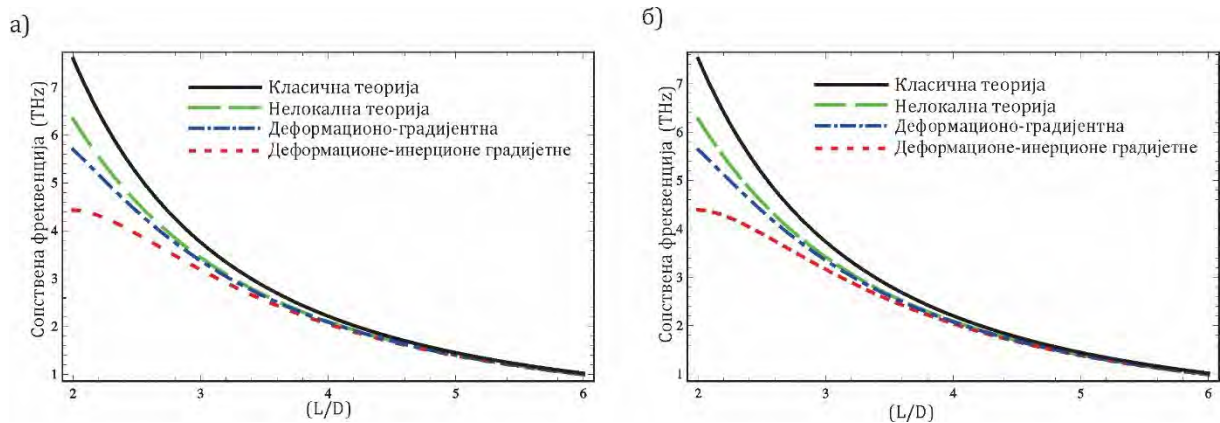 а)
Сопствена фреквенција (THz)
7
6
5
4
3
2
1
Класична теорија
Нелокална теорија
Деформационо-градијентна
Деформационе-инерционе градијетне
2
3
4
5
6
(L/D)
б)
Сопствена фреквенција (THz)
7
6
5
4
3
2
1
Класична теорија
Нелокална теорија
Деформационо-градијентна
Деформационе-инерционе градијетне
2
3
4
5
6
(L/D)